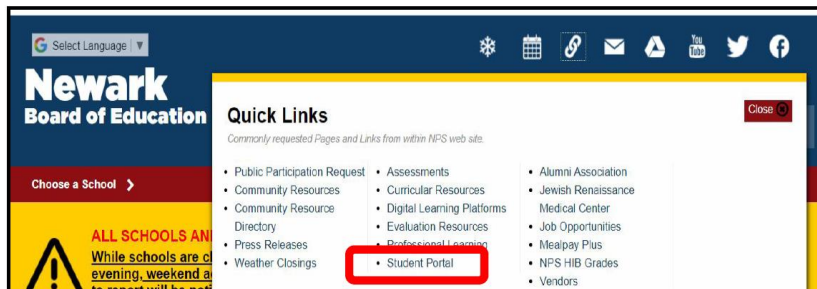 Select Language ▼
You
Tube
Newark
Board of Education
Quick Links
Close
Commonly requested Pages and Links from within NPS web site.
• Public Participation Request
• Community Resources
• Community Resource
Directory
• Press Releases
• Weather Closings
• Assessments
• Curricular Resources
• Digital Learning Platforms
• Evaluation Resources
• Professional Learning
• Student Portal
• Alumni Association
• Jewish Renaissance
Medical Center
• Job Opportunities
• Mealpay Plus
• NPS HIB Grades
• Vendors
Choose a School ❯
ALL SCHOOLS AN
While schools are cl
evening, weekend a